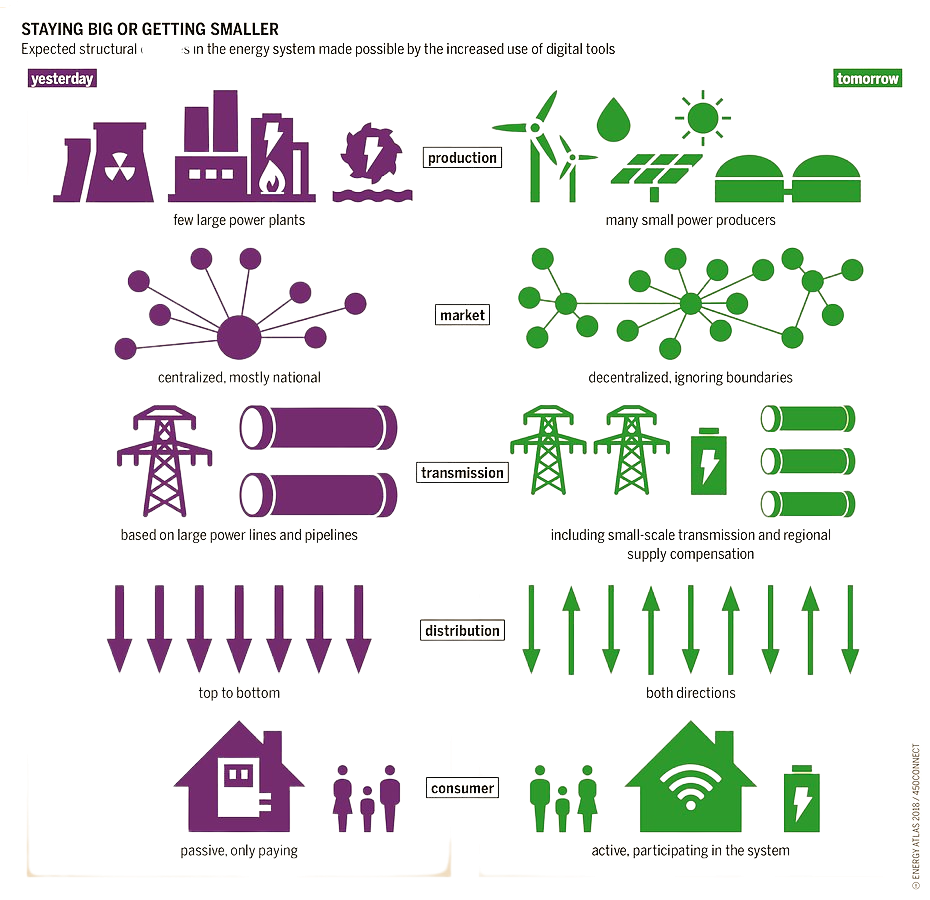 STAYING BIG OR GETTING SMALLER
Expected structural in the energy system made possible by the increased use of digital tools
yesterday
tomorrow
production
few large power plants
many small power producers
market
centralized, mostly national
decentralized, ignoring boundaries
transmission
based on large power lines and pipelines
including small-scale transmission and regional
supply compensation
distribution
top to bottom
both directions
consumer
passive, only paying
active, participating in the system
© ENERGY ATLAS 2018 / 450CONNECT